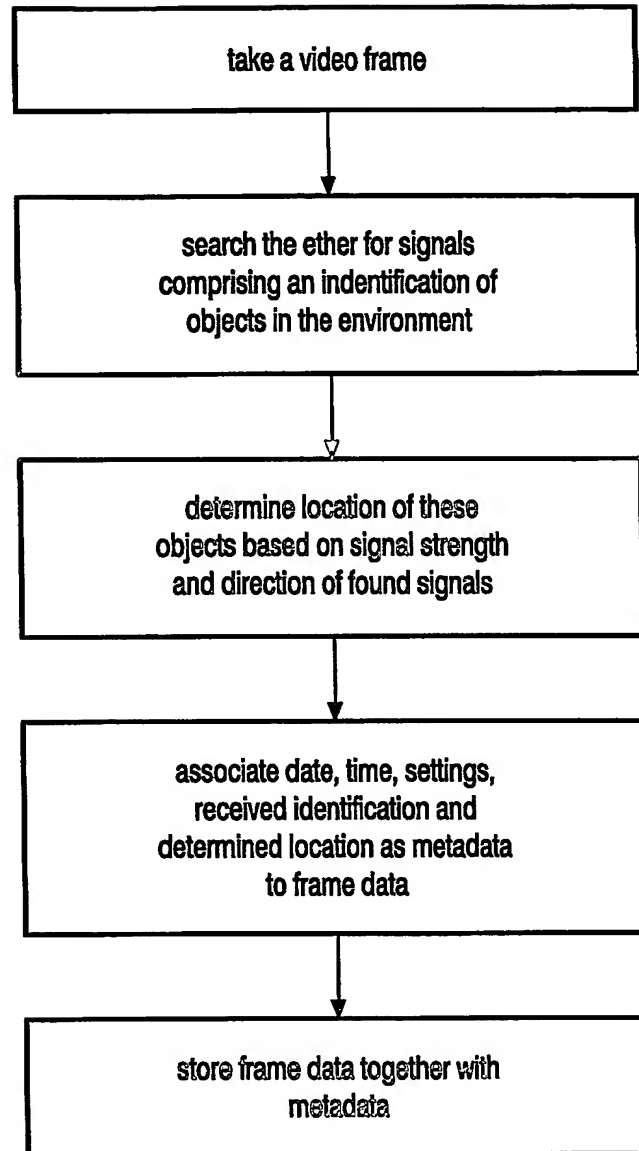 take a video frame
search the ether for signals
comprising an indentification of
objects in the environment
determine location of these
objects based on signal strength
and direction of found signals
associate date, time, settings,
received identification and
determined location as metadata
to frame data
store frame data together with
metadata